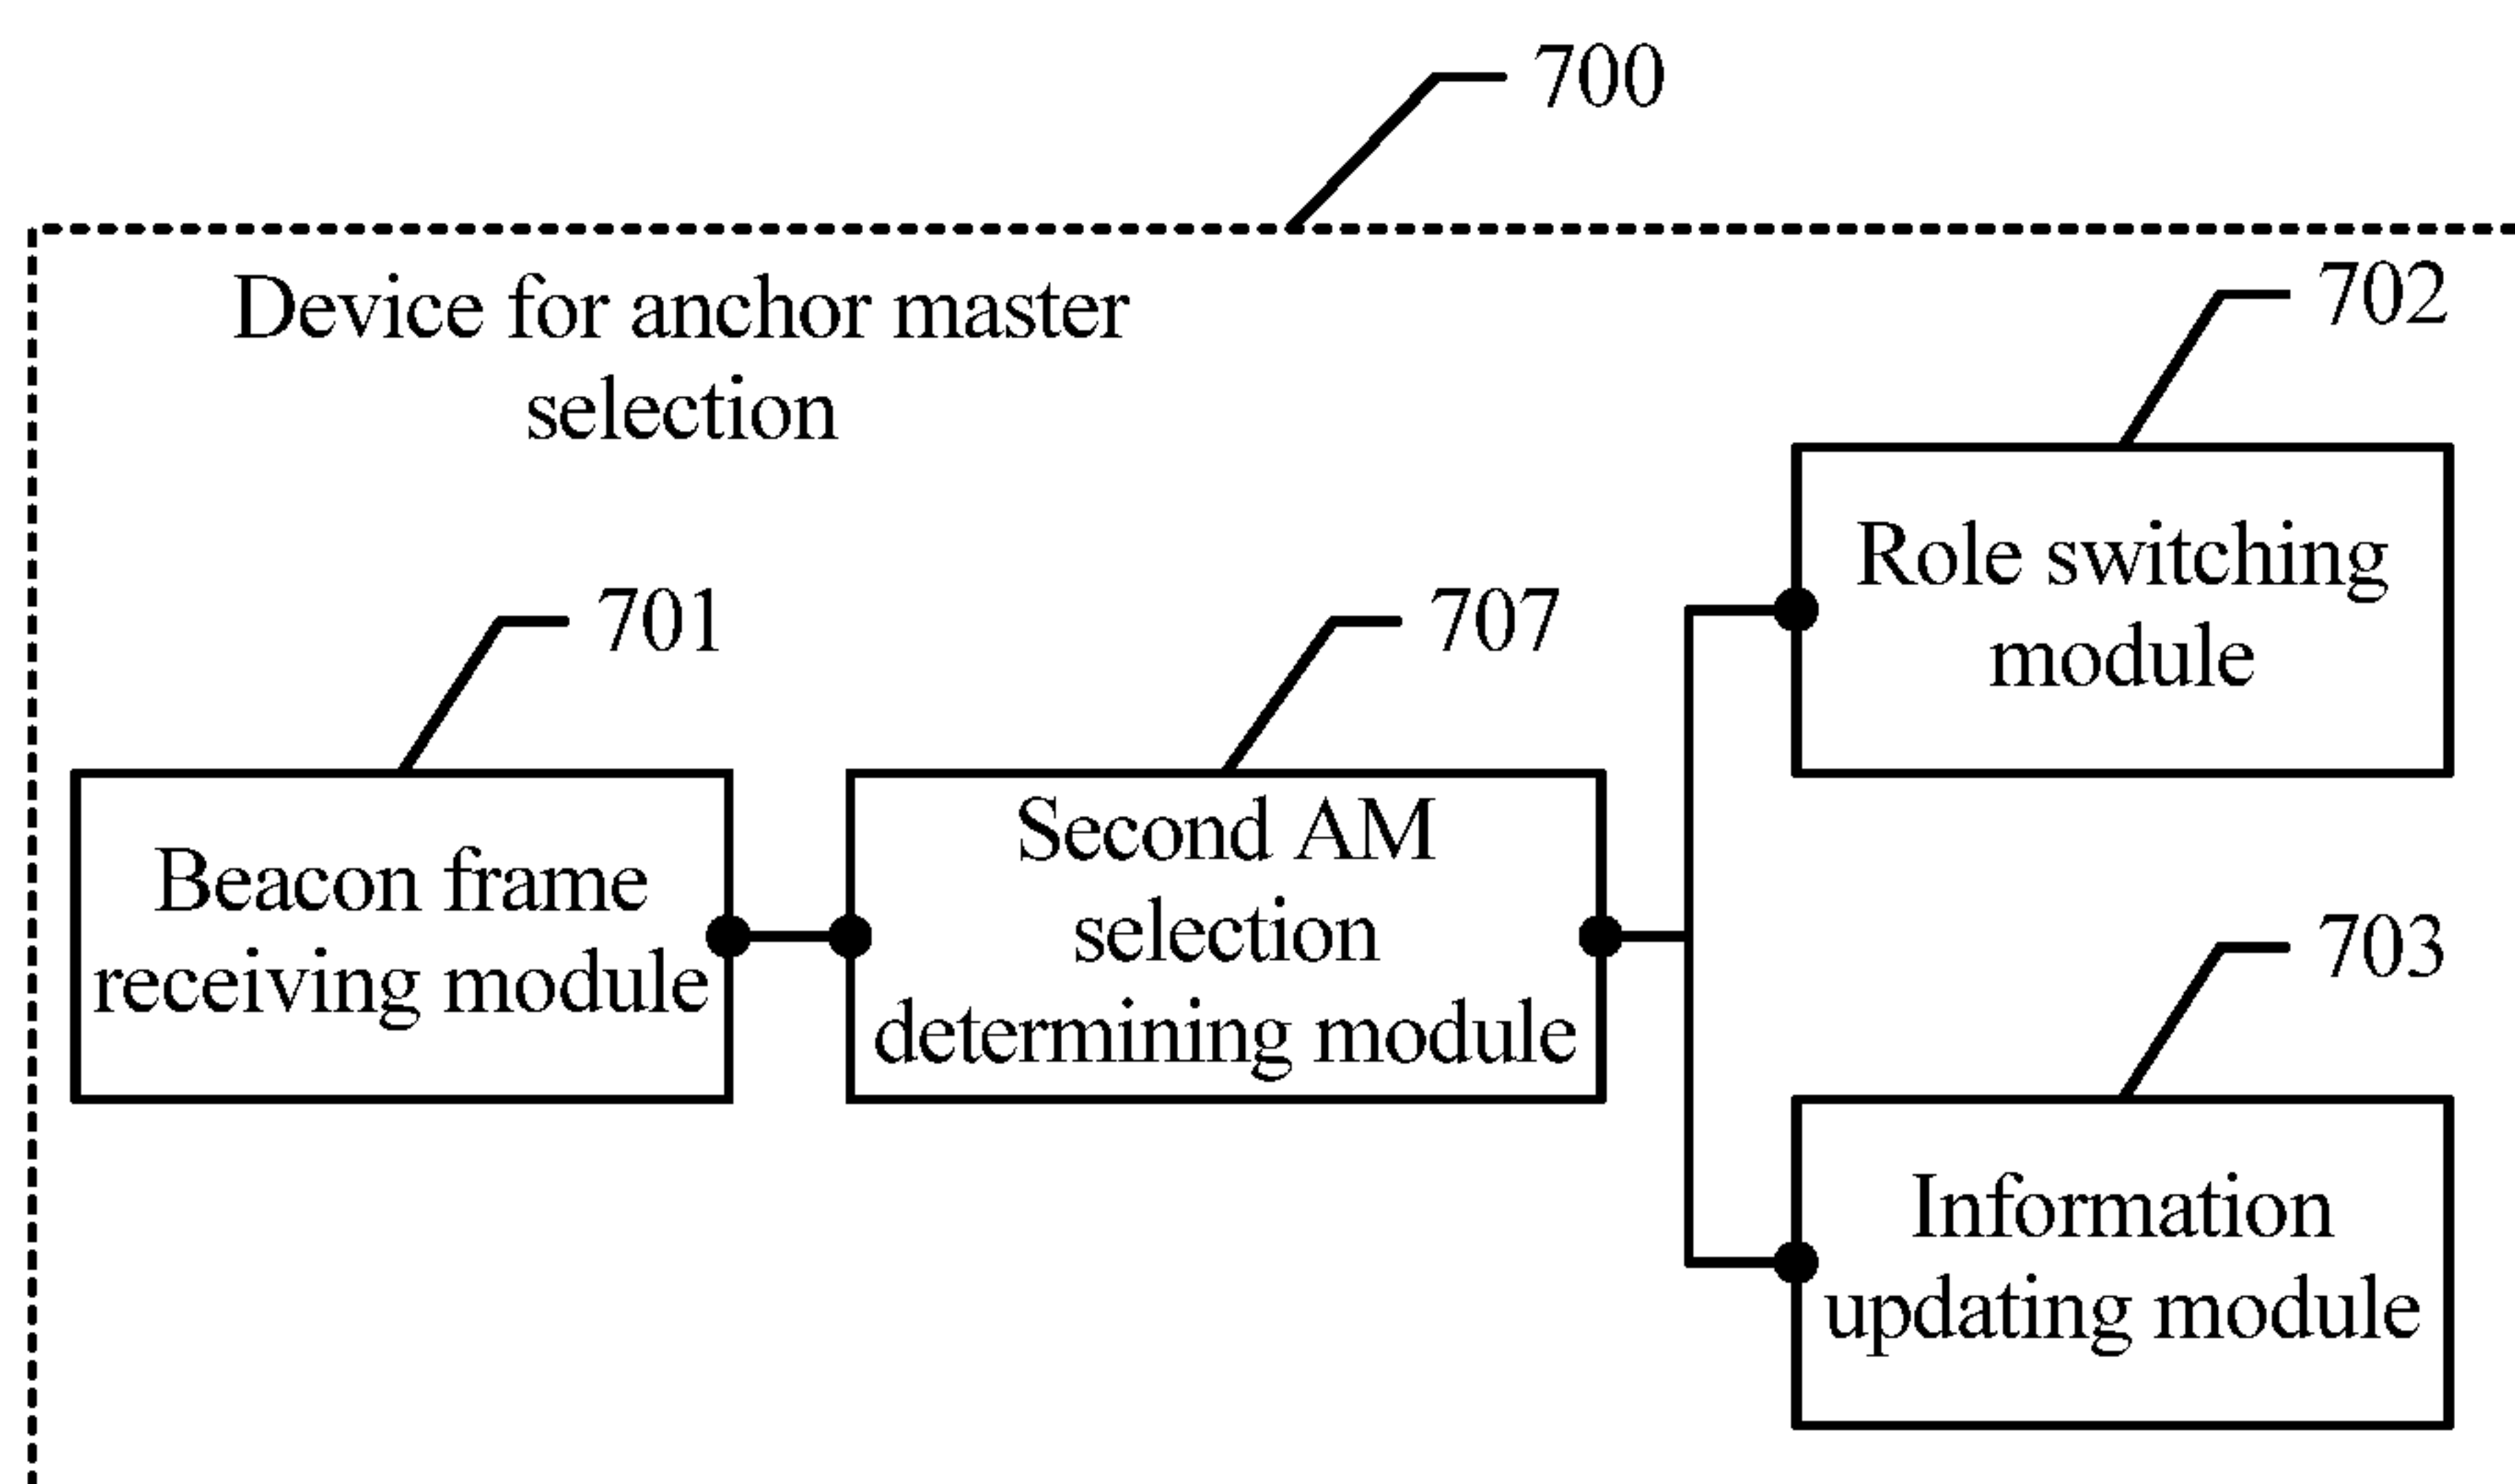 700
Device for anchor master
selection
702
Role switching
module
701
707
Beacon frame
receiving module
Second AM
selection
determining module
703
Information
updating module